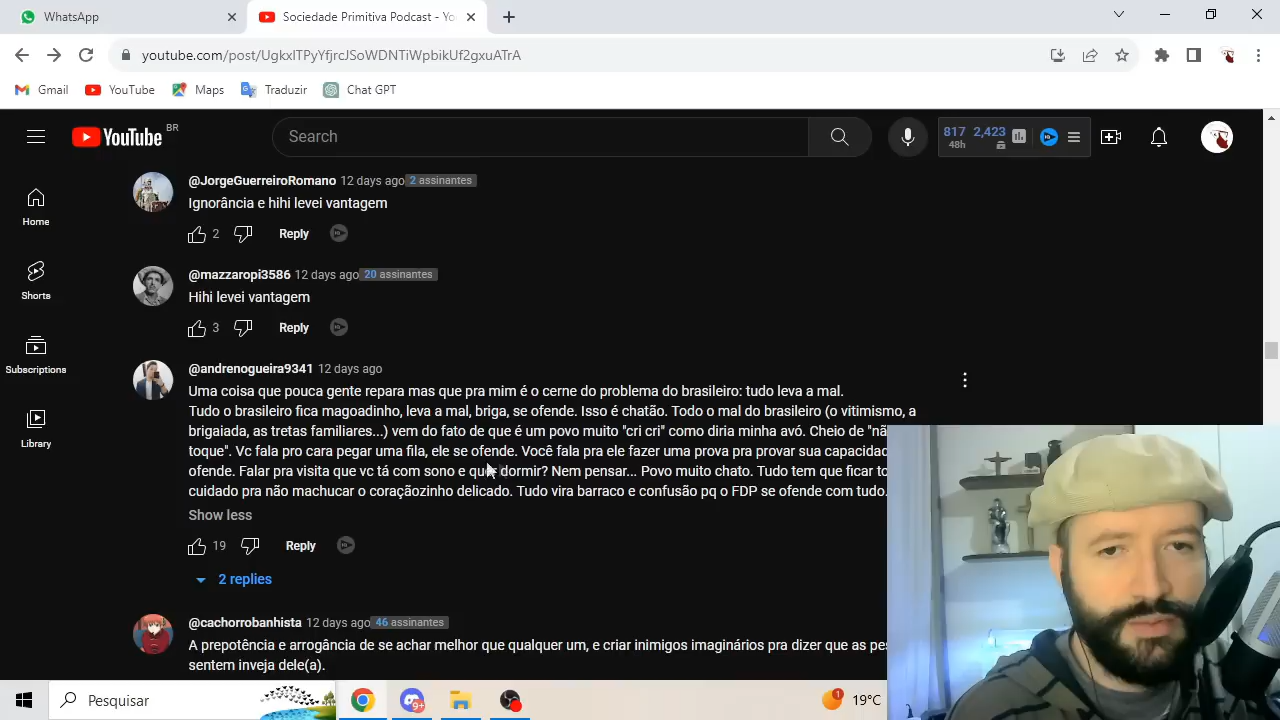 WhatsApp
Sociedade Primitiva Podcast - Yo
youtube.com/post/UgkxlTPyYfjrcJSoWDNTiWpbikUf2gxuATrA
Gmail
YouTube
Maps
Traduzir
Chat GPT
YouTube BR
Search
817 2,423
48h
Home
Shorts
Subscriptions
Library
@JorgeGuerreiroRomano 12 days ago 2 assinantes
Ignorância e hihi levei vantagem
2 Reply
@mazzaropi3586 12 days ago 20 assinantes
Hihi levei vantagem
3 Reply
@andrenogueira9341 12 days ago
Uma coisa que pouca gente repara mas que pra mim é o cerne do problema do brasileiro: tudo leva a mal.
Tudo o brasileiro fica magoadinho, leva a mal, briga, se ofende. Isso é chatão. Todo o mal do brasileiro (o vitimismo, a
brigaiada, as tretas familiares...) vem do fato de que é um povo muito "cri cri" como diria minha avó. Cheio de "nã
toque". Vc fala pro cara pegar uma fila, ele se ofende. Você fala pra ele fazer uma prova pra provar sua capacidad
ofende. Falar pra visita que vc tá com sono e quer dormir? Nem pensar... Povo muito chato. Tudo tem que ficar to
cuidado pra não machucar o coraçãozinho delicado. Tudo vira barraco e confusão pq o FDP se ofende com tudo.
Show less
19 Reply
2 replies
@cachorrobanhista 12 days ago 46 assinantes
A prepotência e arrogância de se achar melhor que qualquer um, e criar inimigos imaginários pra dizer que as pes
sentem inveja dele(a).
Pesquisar
9+
1
19°C